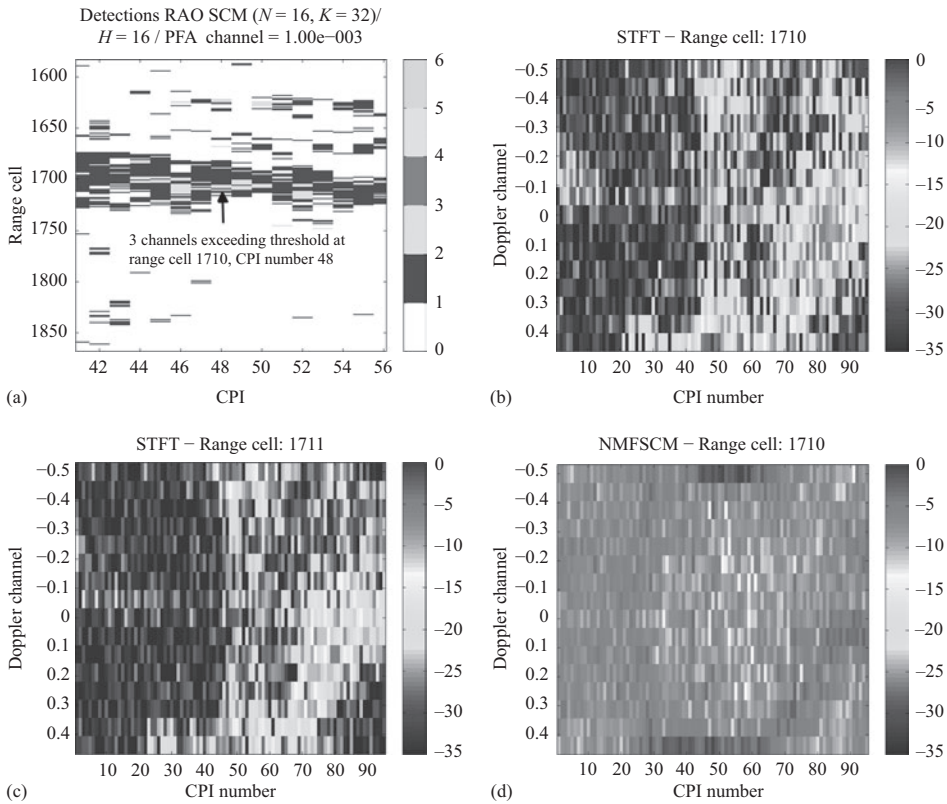 Detections RAO SCM (N = 16, K = 32)/
H = 16 / PFA channel = 1.00e−003
1600
1650
1700
1750
1800
1850
Range cell
3 channels exceeding threshold at
range cell 1710, CPI number 48
42 44 46 48 50 52 54 56
CPI
6
5
4
3
2
1
0
(a)
STFT − Range cell: 1710
−0.5
−0.4
−0.3
−0.2
−0.1
0
0.1
0.2
0.3
0.4
Doppler channel
10 20 30 40 50 60 70 80 90
CPI number
0
−5
−10
−15
−20
−25
−30
−35
(b)
STFT − Range cell: 1711
−0.5
−0.4
−0.3
−0.2
−0.1
0
0.1
0.2
0.3
0.4
Doppler channel
10 20 30 40 50 60 70 80 90
CPI number
0
−5
−10
−15
−20
−25
−30
−35
(c)
NMFSCM − Range cell: 1710
−0.5
−0.4
−0.3
−0.2
−0.1
0
0.1
0.2
0.3
0.4
Doppler channel
10 20 30 40 50 60 70 80 90
CPI number
0
−5
−10
−15
−20
−25
−30
−35
(d)